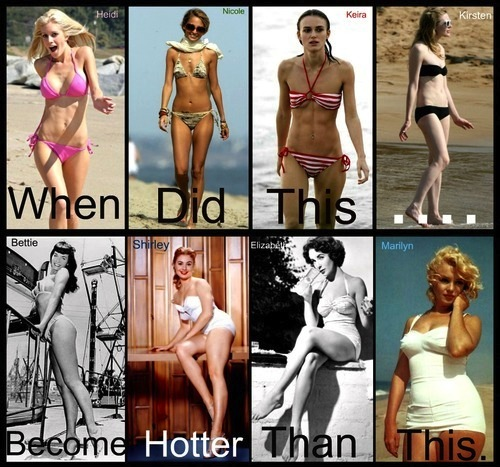 Heidi
Nicole
Keira
Kirsten
When Did This ....
Bettie
Shirley
Elizabeth
Marilyn
Become Hotter Than This.